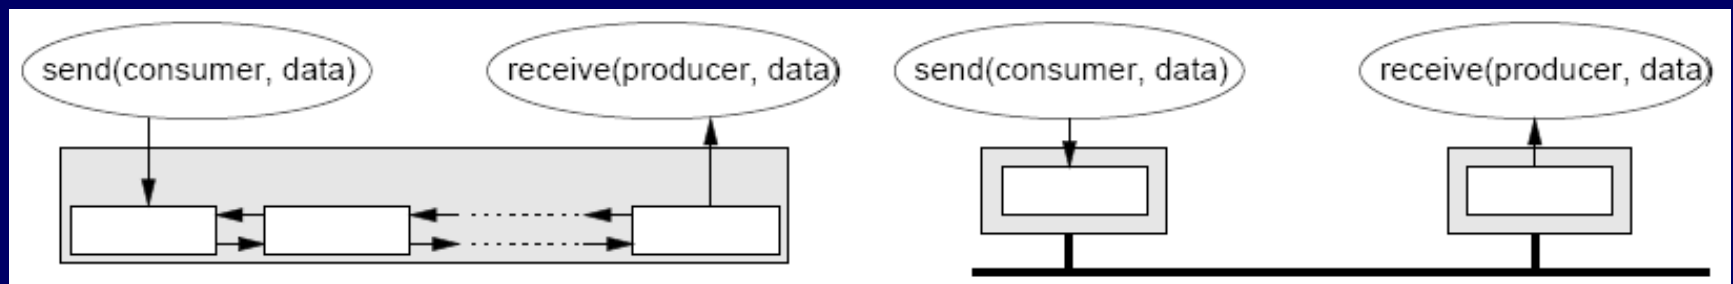 send(consumer, data)
receive(producer, data)
send(consumer, data)
receive(producer, data)